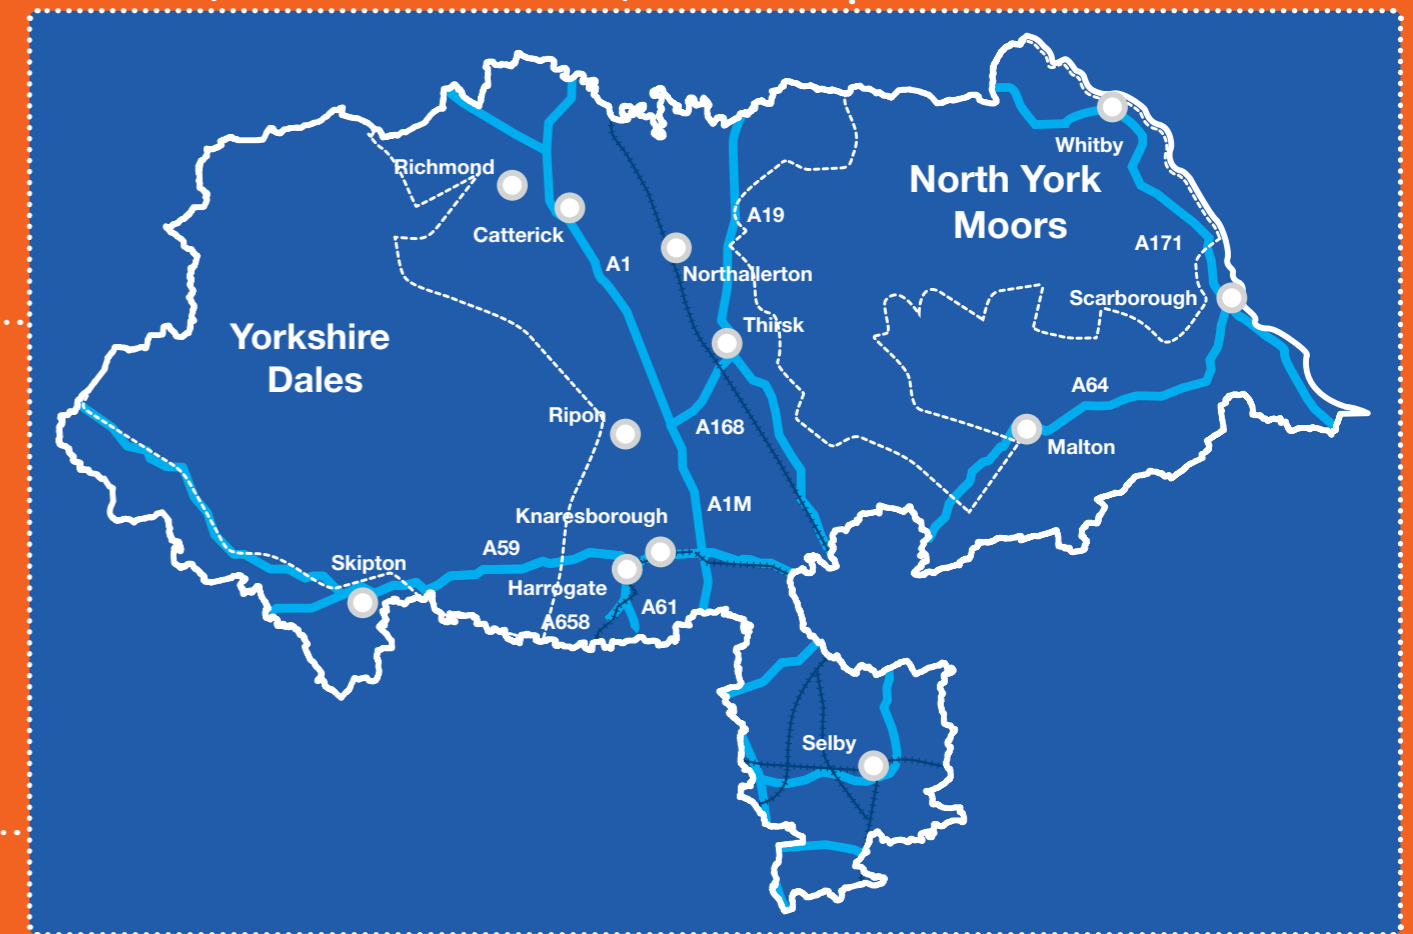 Whitby
Richmond
North York
Moors
A19
Catterick
A171
A1
Northallerton
Scarborough
Thirsk
Yorkshire
Dales
A64
Ripon
A168
Malton
A1M
Knaresborough
A59
Skipton
Harrogate
A61
A658
Selby